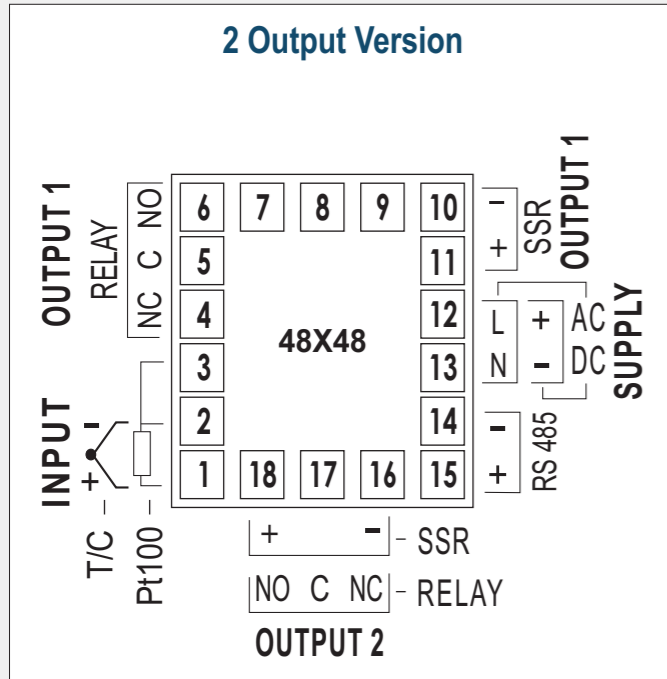 2 Output Version
OUTPUT 1
RELAY
NC C NO
6 7 8 9 10
5 11
4 12
3 13
2 14
1 18 17 16 15
48X48
- +
SSR
OUTPUT 1
L + AC
N - DC
SUPPLY
- +
RS 485
INPUT
- +
T/C -
Pt100 -
+ - - SSR
NO C NC - RELAY
OUTPUT 2